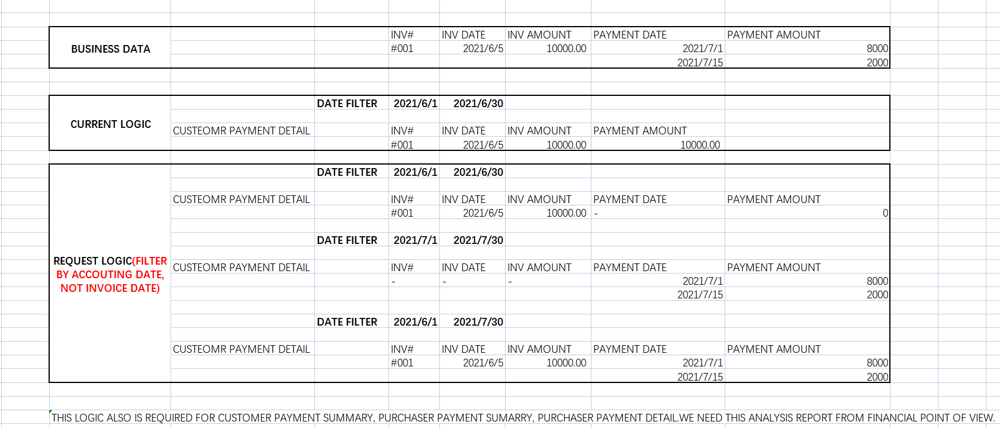 INV# INV DATE INV AMOUNT PAYMENT DATE PAYMENT AMOUNT
BUSINESS DATA #001 2021/6/5 10000.00 2021/7/1 8000
2021/7/15 2000
DATE FILTER 2021/6/1 2021/6/30
CURRENT LOGIC
CUSTEOMR PAYMENT DETAIL INV# INV DATE INV AMOUNT PAYMENT AMOUNT
#001 2021/6/5 10000.00 10000.00
DATE FILTER 2021/6/1 2021/6/30
CUSTEOMR PAYMENT DETAIL INV# INV DATE INV AMOUNT PAYMENT DATE PAYMENT AMOUNT
#001 2021/6/5 10000.00 - 0
DATE FILTER 2021/7/1 2021/7/30
REQUEST LOGIC(FILTER
BY ACCOUTING DATE,
NOT INVOICE DATE)
CUSTEOMR PAYMENT DETAIL INV# INV DATE INV AMOUNT PAYMENT DATE PAYMENT AMOUNT
- - - 2021/7/1 8000
2021/7/15 2000
DATE FILTER 2021/6/1 2021/7/30
CUSTEOMR PAYMENT DETAIL INV# INV DATE INV AMOUNT PAYMENT DATE PAYMENT AMOUNT
#001 2021/6/5 10000.00 2021/7/1 8000
2021/7/15 2000
THIS LOGIC ALSO IS REQUIRED FOR CUSTOMER PAYMENT SUMMARY, PURCHASER PAYMENT SUMARRY, PURCHASER PAYMENT DETAIL.WE NEED THIS ANALYSIS REPORT FROM FINANCIAL POINT OF VIEW.